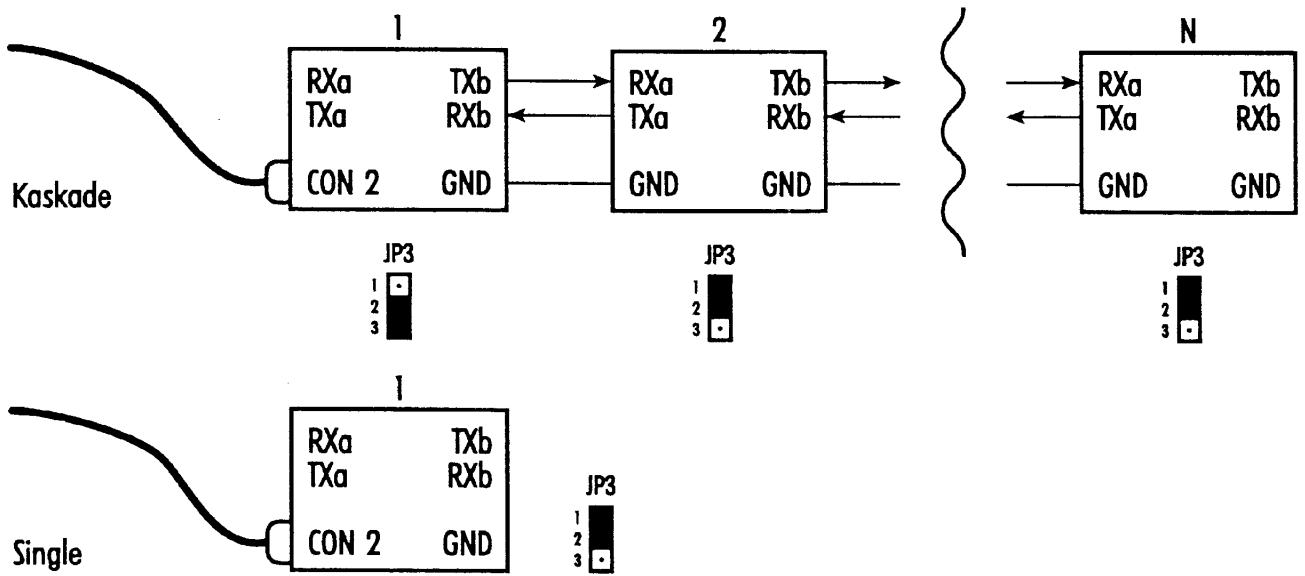 1 2 N
RXa TXb RXa TXb RXa TXb
TXa RXb TXa RXb TXa RXb
CON 2 GND GND GND GND GND
Kaskade
JP3 JP3 JP3
1 1 1
2 2 2
3 3 3
1
RXa TXb
TXa RXb
CON 2 GND
Single
JP3
1
2
3